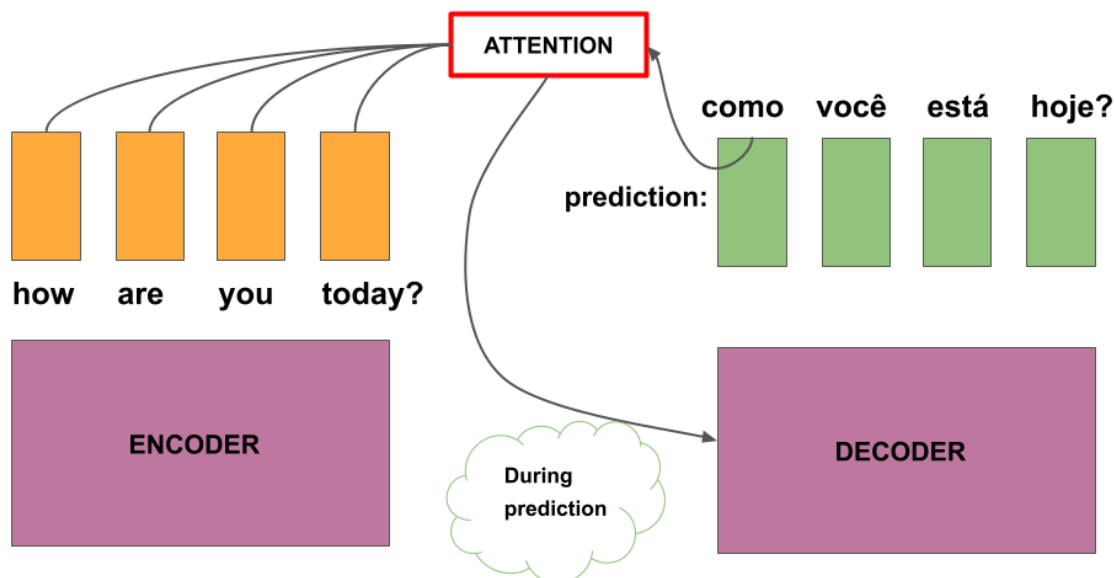 ATTENTION
como você está hoje?
prediction:
how are you today?
ENCODER
During
prediction
DECODER